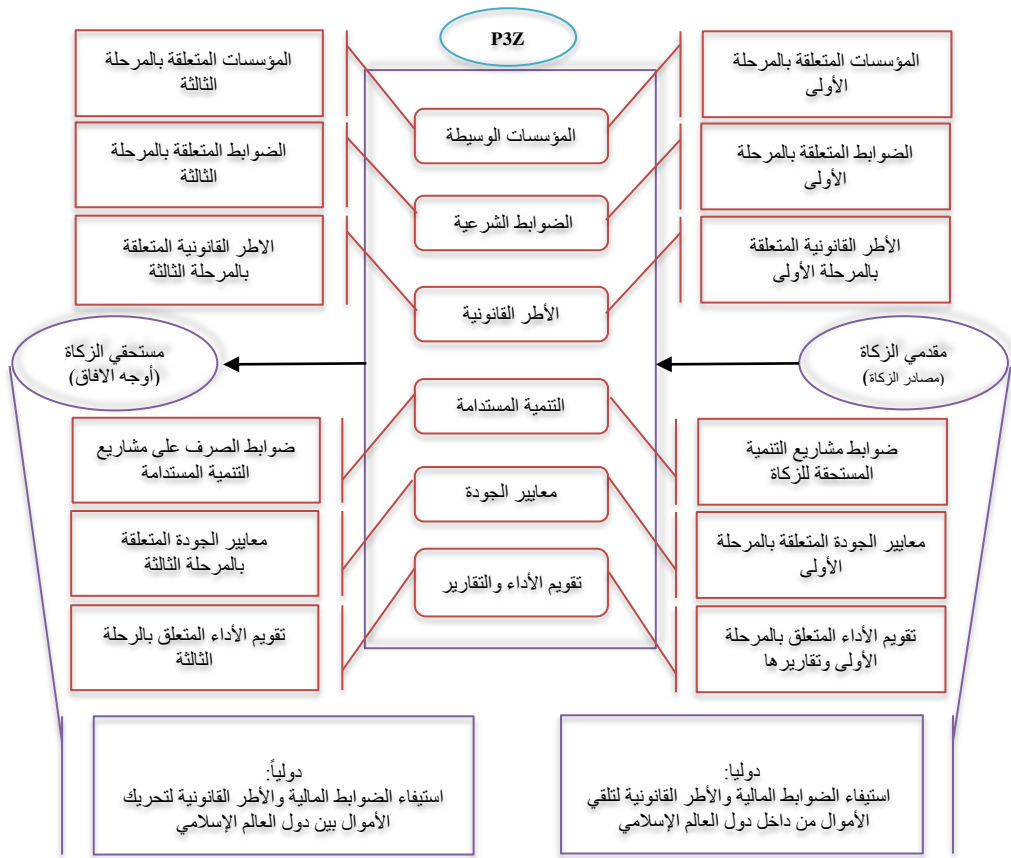 P3Z
المؤسسات المتعلقة بالمرحلة
الأولى
الضوابط المتعلقة بالمرحلة
الأولى
الأطر القانونية المتعلقة
بالمرحلة الأولى
مقدمي الزكاة
(مصادر الزكاة)
ضوابط مشاريع التنمية
المستحقة للزكاة
معايير الجودة المتعلقة بالمرحلة
الأولى
تقويم الأداء المتعلق بالمرحلة
الأولى وتقاريرها
المؤسسات الوسيطة
الضوابط الشرعية
الأطر القانونية
التنمية المستدامة
معايير الجودة
تقويم الأداء والتقارير
المؤسسات المتعلقة بالمرحلة
الثالثة
الضوابط المتعلقة بالمرحلة
الثالثة
الاطر القانونية المتعلقة
بالمرحلة الثالثة
مستحقي الزكاة
(أوجه الافاق)
ضوابط الصرف على مشاريع
التنمية المستدامة
معايير الجودة المتعلقة
بالمرحلة الثالثة
تقويم الأداء المتعلق بالرحلة
الثالثة
دوليا:
استيفاء الضوابط المالية والأطر القانونية لتلقي
الأموال من داخل دول العالم الإسلامي
دولياً:
استيفاء الضوابط المالية والأطر القانونية لتحريك
الأموال بين دول العالم الإسلامي